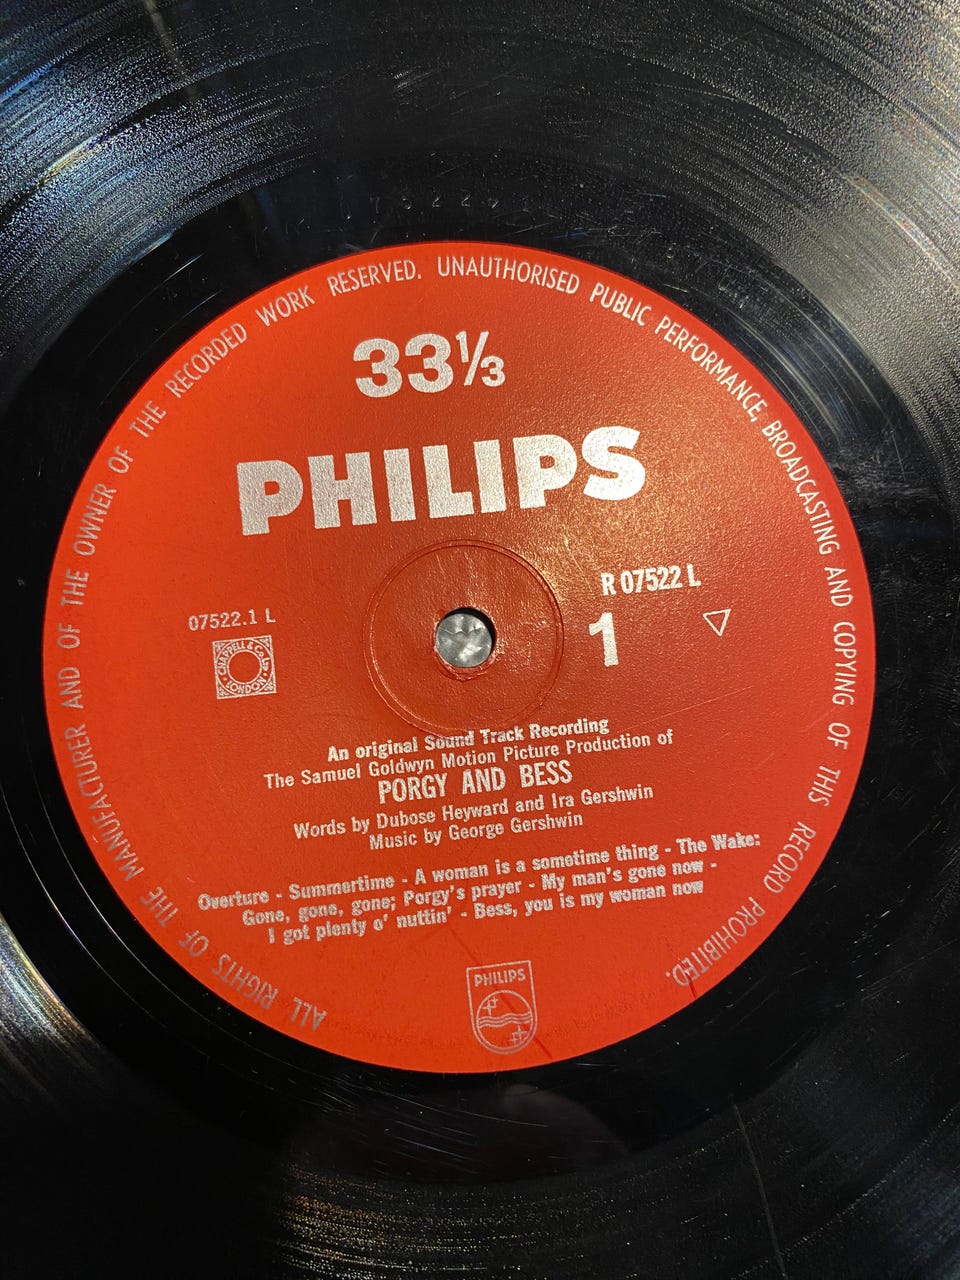 ALL RIGHTS OF THE MANUFACTURER AND OF THE OWNER OF THE RECORDED WORK RESERVED. UNAUTHORISED PUBLIC PERFORMANCE, BROADCASTING AND COPYING OF THIS RECORD PROHIBITED.
33⅓
PHILIPS
R 07522 L
07522.1 L
1
CHAPPELL & Co Ltd
LONDON
An original Sound Track Recording
The Samuel Goldwyn Motion Picture Production of
PORGY AND BESS
Words by Dubose Heyward and Ira Gershwin
Music by George Gershwin
Overture - Summertime - A woman is a sometime thing - The Wake:
Gone, gone, gone; Porgy's prayer - My man's gone now -
I got plenty o' nuttin' - Bess, you is my woman now
PHILIPS